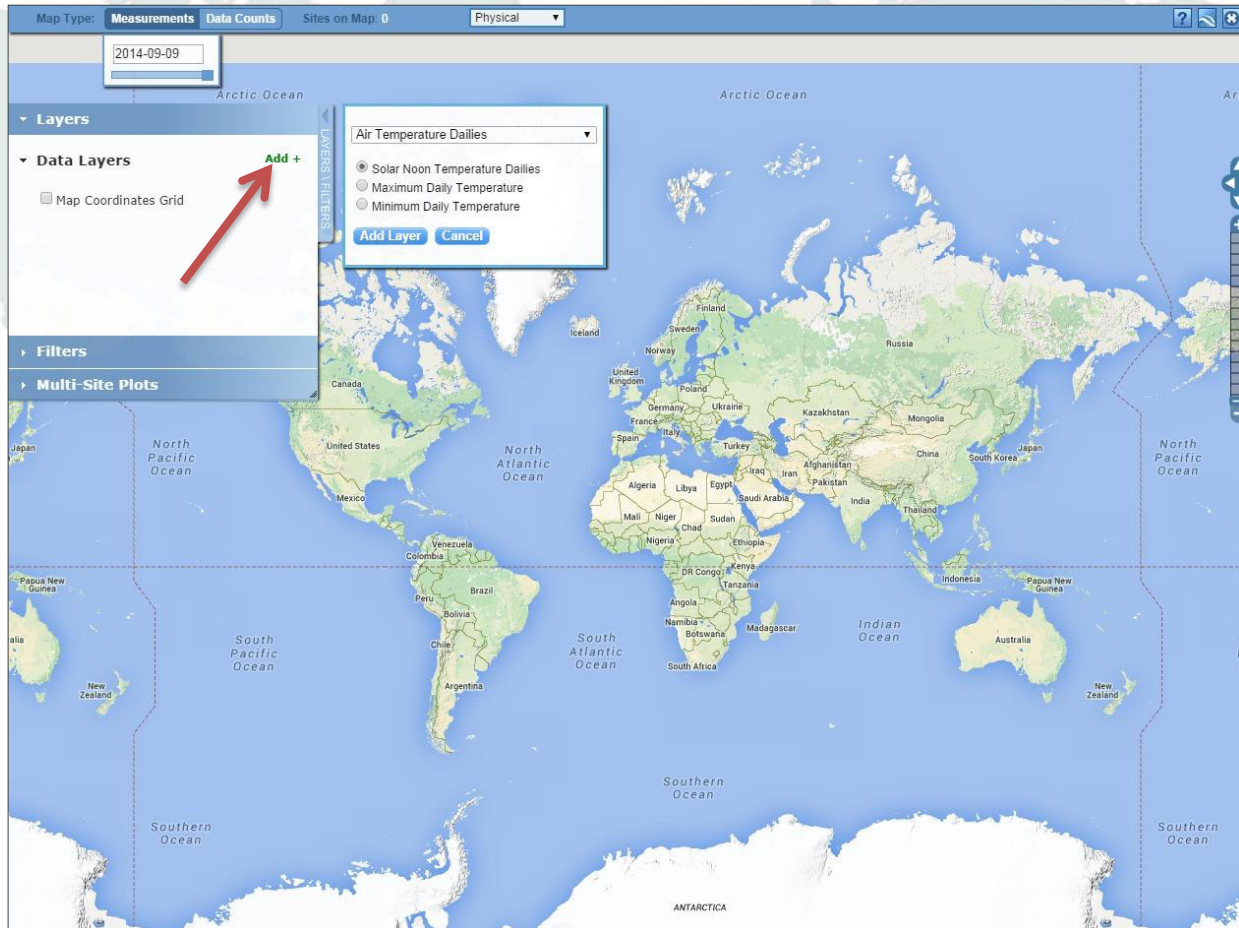 Map Type: Measurements Data Counts Sites on Map: 0 Physical ?
2014-09-09
Arctic Ocean Arctic Ocean Ar
Layers
LAYERS \ FILTERS
Data Layers Add +
Map Coordinates Grid
Air Temperature Dailies
Solar Noon Temperature Dailies
Maximum Daily Temperature
Minimum Daily Temperature
Add Layer Cancel
Filters
Multi-Site Plots
Iceland
Finland
Sweden
Norway
Russia
United
Kingdom
Poland
Germany
Ukraine
France
Italy
Spain
Turkey
Kazakhstan
Mongolia
Canada
United States
Mexico
Japan
North
Pacific
Ocean
North
Atlantic
Ocean
Iraq
Iran
Afghanistan
Pakistan
China
South Korea
Japan
North
Pacific
Ocean
Algeria
Libya
Egypt
Saudi Arabia
India
Thailand
Mali
Niger
Chad
Sudan
Nigeria
Ethiopia
Venezuela
Colombia
DR Congo
Kenya
Tanzania
Indonesia
Papua New
Guinea
Papua New
Guinea
Peru
Brazil
Bolivia
Chile
Argentina
Angola
Namibia
Botswana
Madagascar
South Africa
Indian
Ocean
Australia
alia
South
Pacific
Ocean
South
Atlantic
Ocean
New
Zealand
New
Zealand
Southern
Ocean
Southern
Ocean
Southern
Ocean
ANTARCTICA